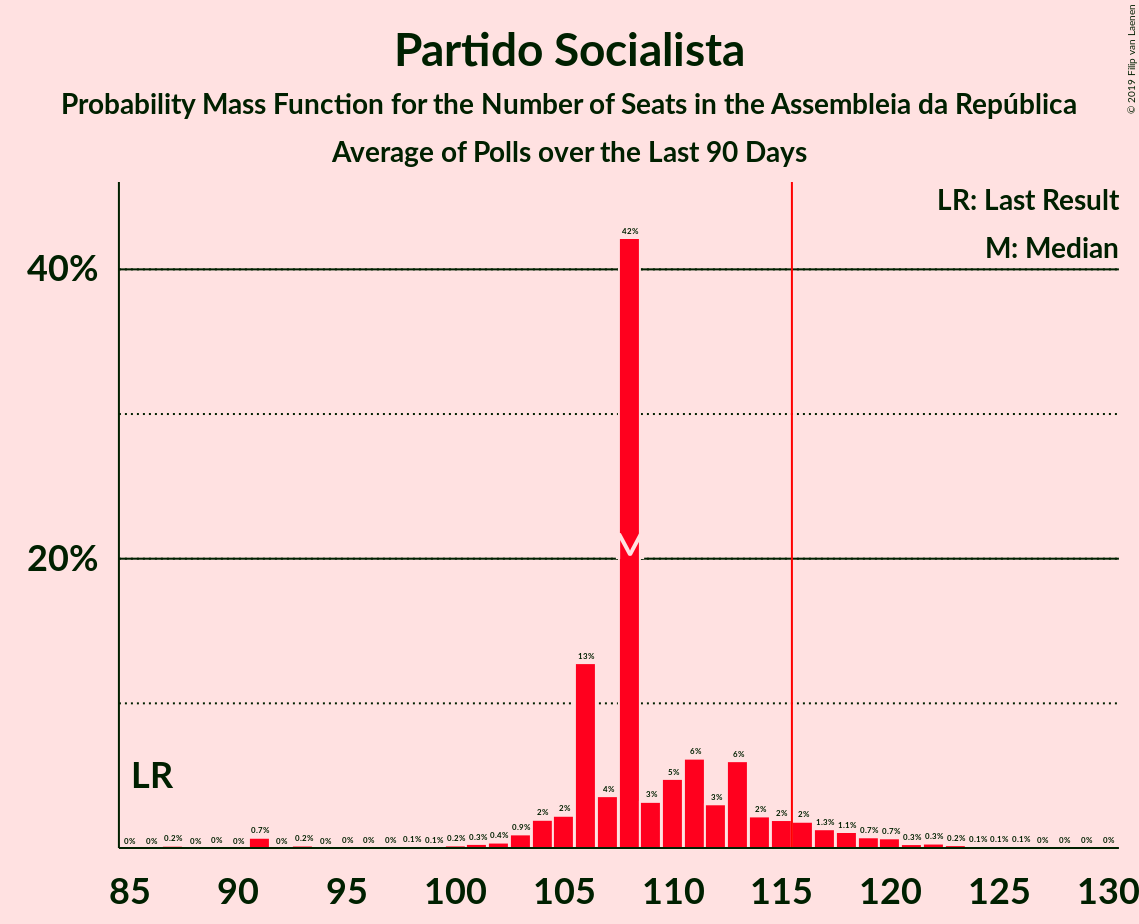 © 2019 Filip van Laenen
Partido Socialista
Probability Mass Function for the Number of Seats in the Assembleia da República
Average of Polls over the Last 90 Days
LR: Last Result
M: Median
40%
20%
LR
M
0% 0% 0.2% 0% 0% 0% 0.7% 0% 0.2% 0% 0% 0% 0% 0.1% 0.1% 0.2% 0.3% 0.4% 0.9% 2% 2% 13% 4% 42% 3% 5% 6% 3% 6% 2% 2% 2% 1.3% 1.1% 0.7% 0.7% 0.3% 0.3% 0.2% 0.1% 0.1% 0.1% 0% 0% 0% 0%
85 90 95 100 105 110 115 120 125 130